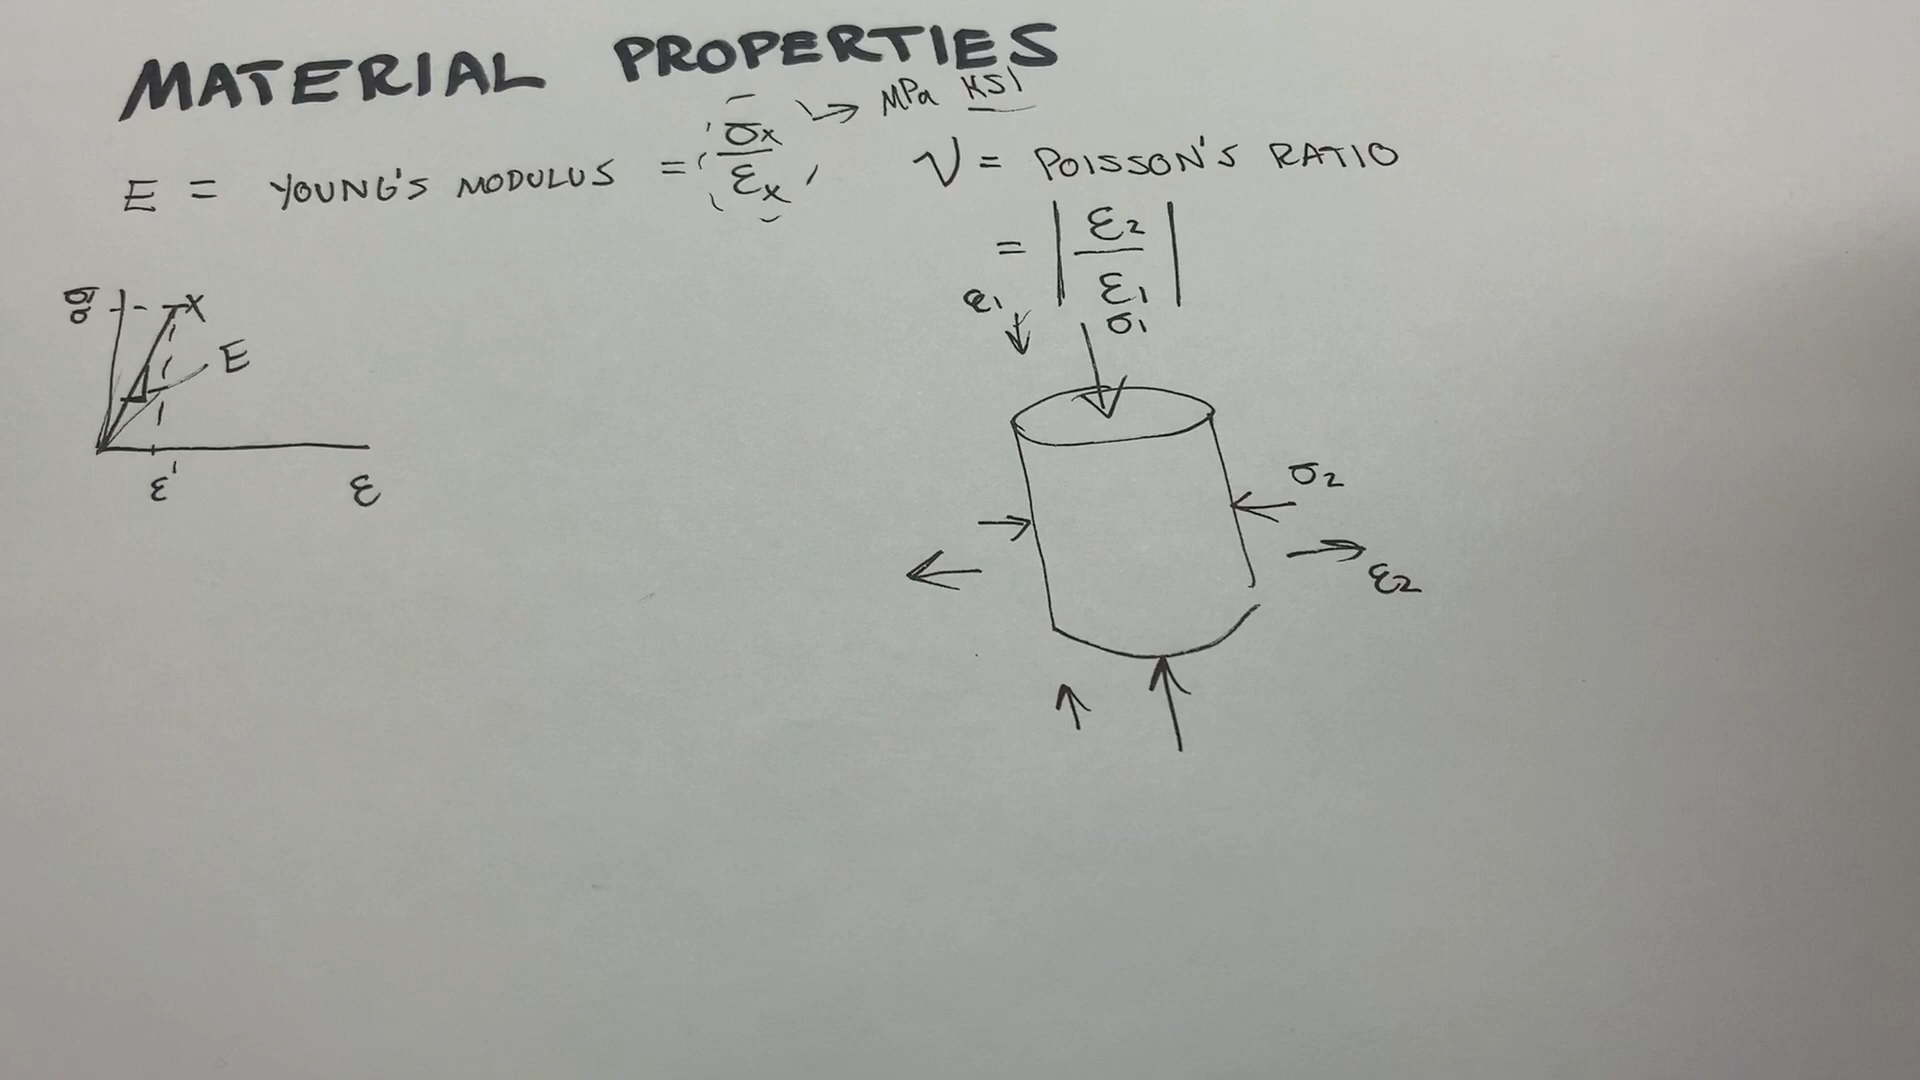 MATERIAL PROPERTIES
E = YOUNG'S MODULUS = σx / εx → MPa KSI
ν = POISSON'S RATIO
= | ε2 / ε1 |
σ
σ'
X
E
ε'
ε
ε1
σ1
σ2
ε2